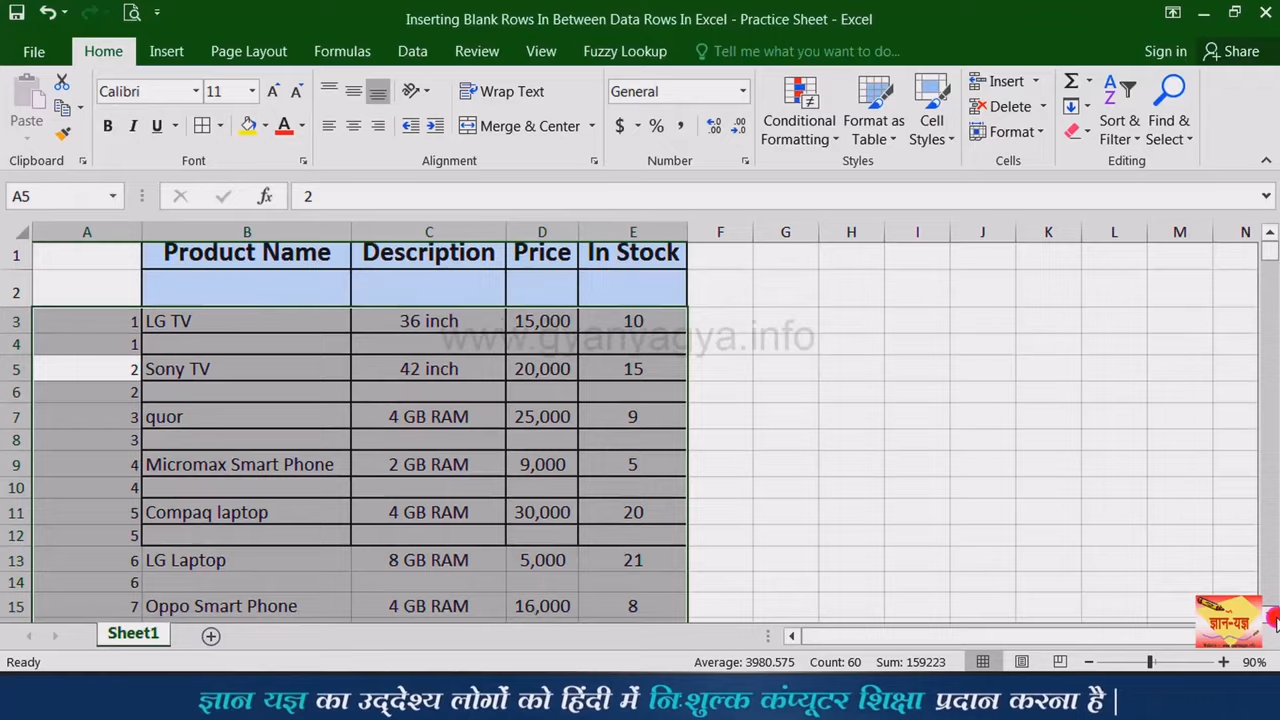 Inserting Blank Rows In Between Data Rows In Excel - Practice Sheet - Excel
File Home Insert Page Layout Formulas Data Review View Fuzzy Lookup Tell me what you want to do... Sign in Share
Calibri 11 Wrap Text General Insert
Paste Conditional Format as Cell Delete Sort & Find &
B I U Merge & Center $ % , Formatting Table Styles Format Filter Select
Clipboard Font Alignment Number Styles Cells Editing
A5 fx 2
A B C D E F G H I J K L M N
1 Product Name Description Price In Stock
2
3 1 LG TV 36 inch 15,000 10
www.gyanyagya.info
4 1
5 2 Sony TV 42 inch 20,000 15
6 2
7 3 quor 4 GB RAM 25,000 9
8 3
9 4 Micromax Smart Phone 2 GB RAM 9,000 5
10 4
11 5 Compaq laptop 4 GB RAM 30,000 20
12 5
13 6 LG Laptop 8 GB RAM 5,000 21
14 6
15 7 Oppo Smart Phone 4 GB RAM 16,000 8
ज्ञान-यज्ञ
Sheet1
Ready Average: 3980.575 Count: 60 Sum: 159223 90%
ज्ञान यज्ञ का उद्देश्य लोगों को हिंदी में निःशुल्क कंप्यूटर शिक्षा प्रदान करना है |